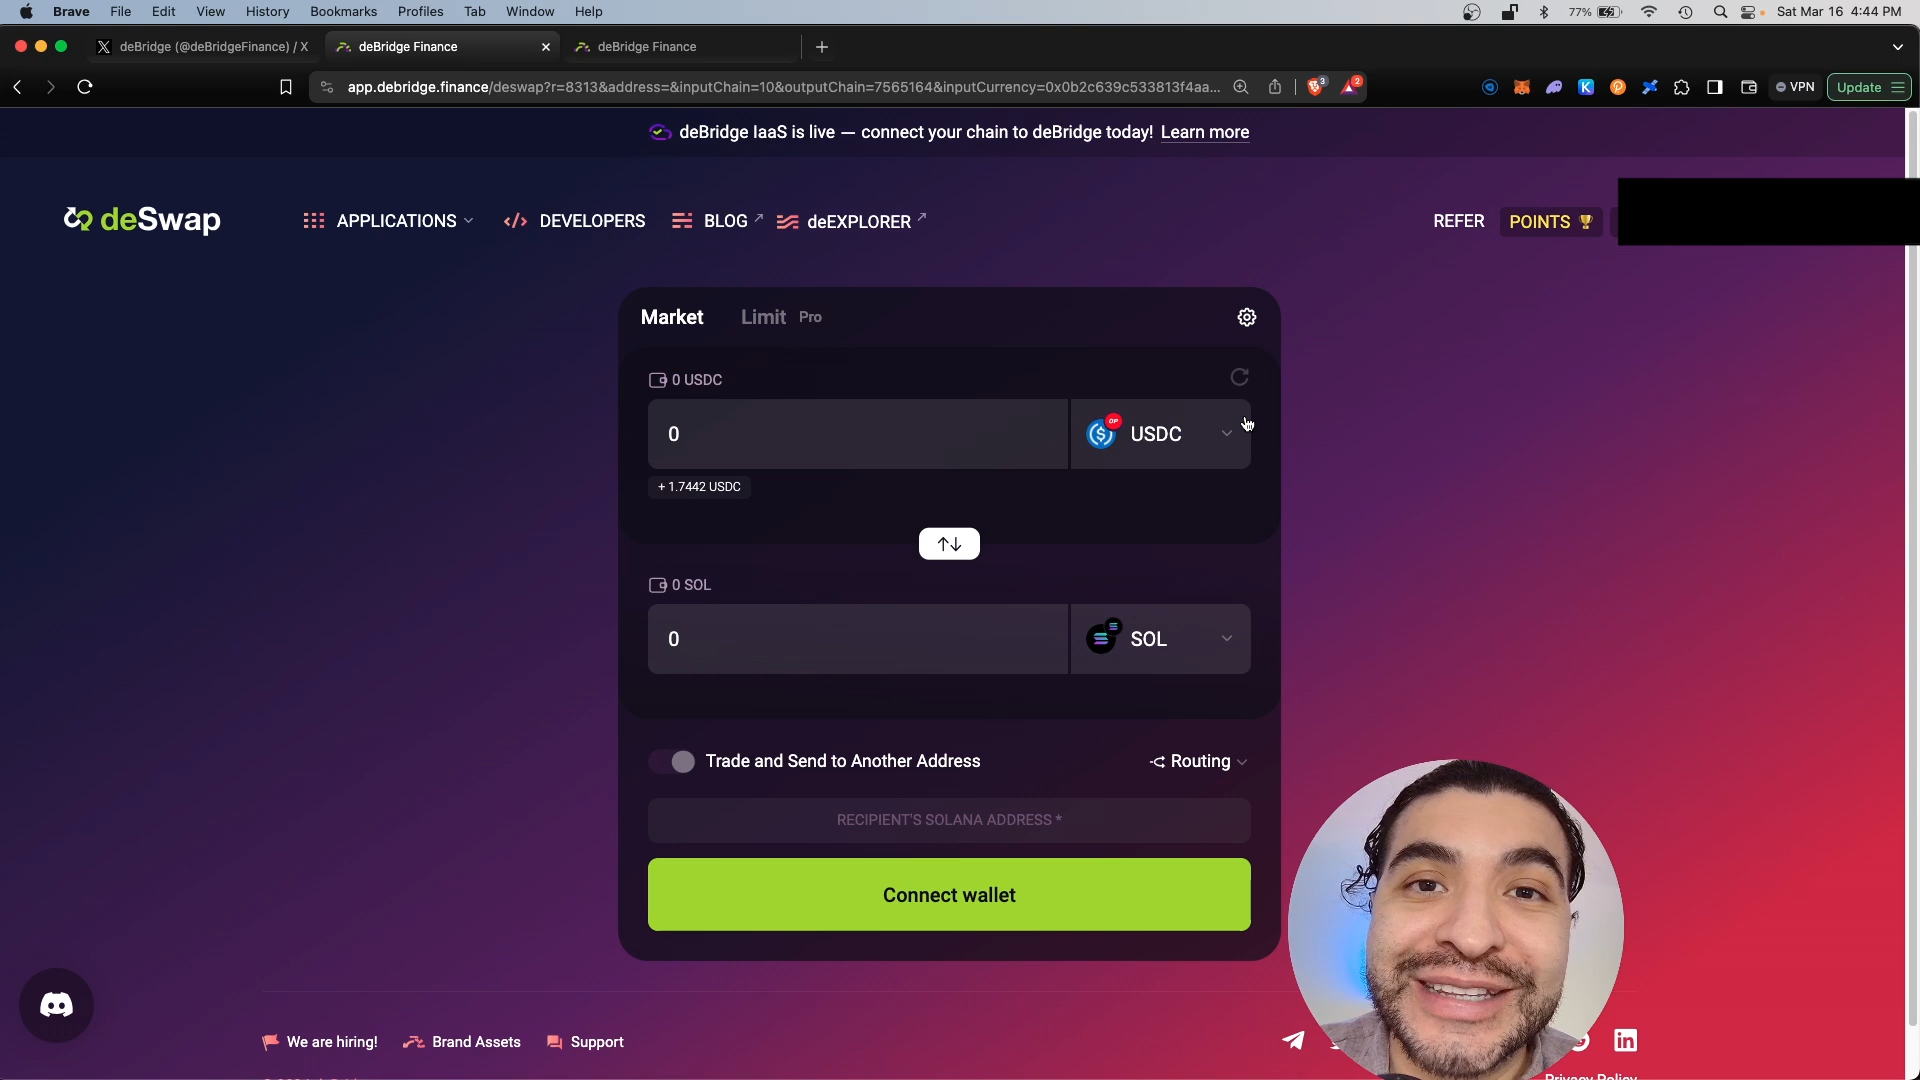 Brave File Edit View History Bookmarks Profiles Tab Window Help 77% Sat Mar 16 4:44 PM
deBridge (@deBridgeFinance) / X deBridge Finance deBridge Finance
app.debridge.finance/deswap?r=8313&address=&inputChain=10&outputChain=7565164&inputCurrency=0x0b2c639c533813f4aa... 3 2 VPN Update
deBridge IaaS is live — connect your chain to deBridge today! Learn more
deSwap APPLICATIONS DEVELOPERS BLOG deEXPLORER REFER POINTS
Market Limit Pro
0 USDC
0 OP USDC
+ 1.7442 USDC
0 SOL
0 SOL
Trade and Send to Another Address Routing
RECIPIENT'S SOLANA ADDRESS *
Connect wallet
We are hiring! Brand Assets Support